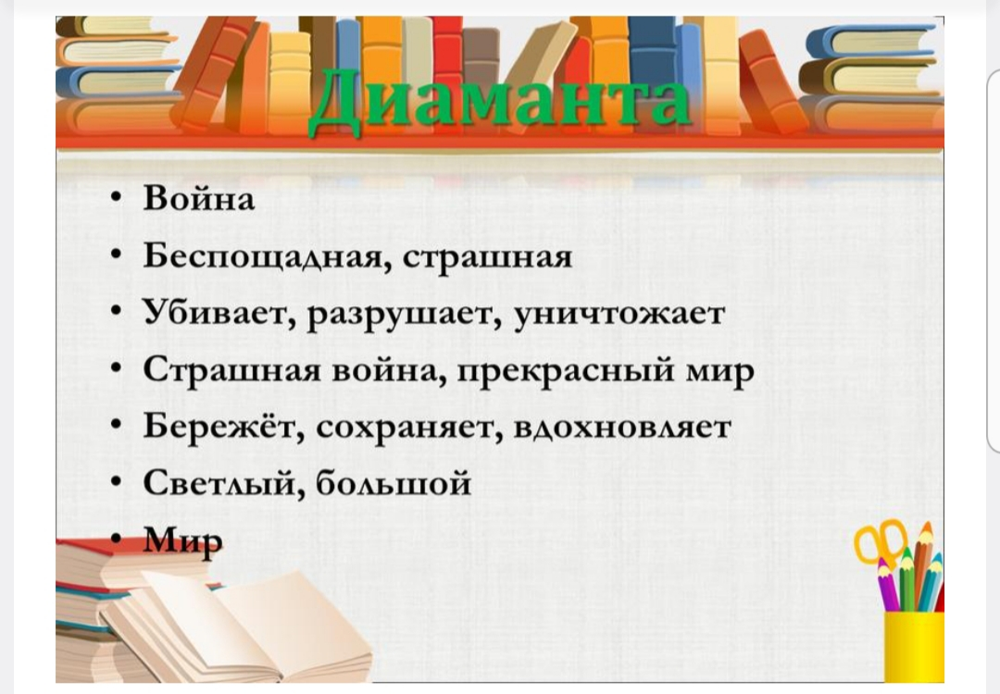 Диаманта
• Война
• Беспощадная, страшная
• Убивает, разрушает, уничтожает
• Страшная война, прекрасный мир
• Бережёт, сохраняет, вдохновляет
• Светлый, большой
• Мир